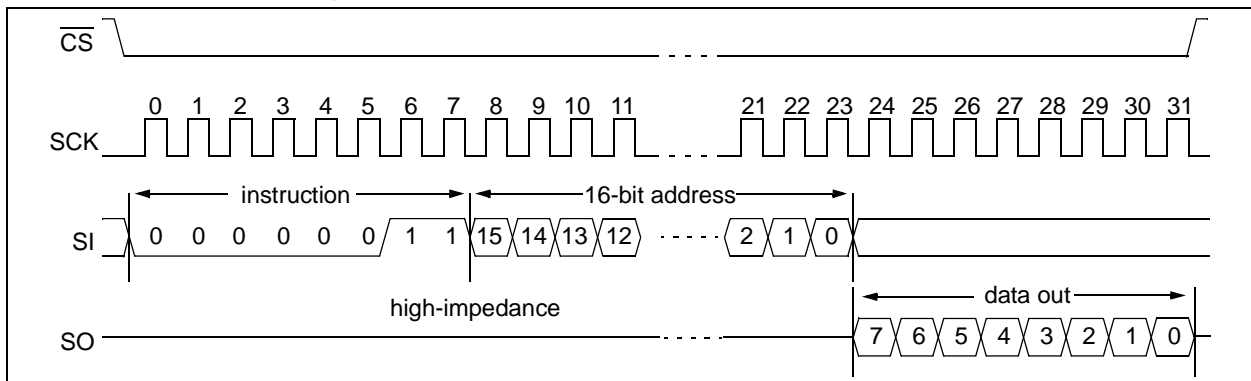 CS
0 1 2 3 4 5 6 7 8 9 10 11 21 22 23 24 25 26 27 28 29 30 31
SCK
instruction 16-bit address
SI 0 0 0 0 0 0 1 1 15 14 13 12 2 1 0
high-impedance data out
SO 7 6 5 4 3 2 1 0